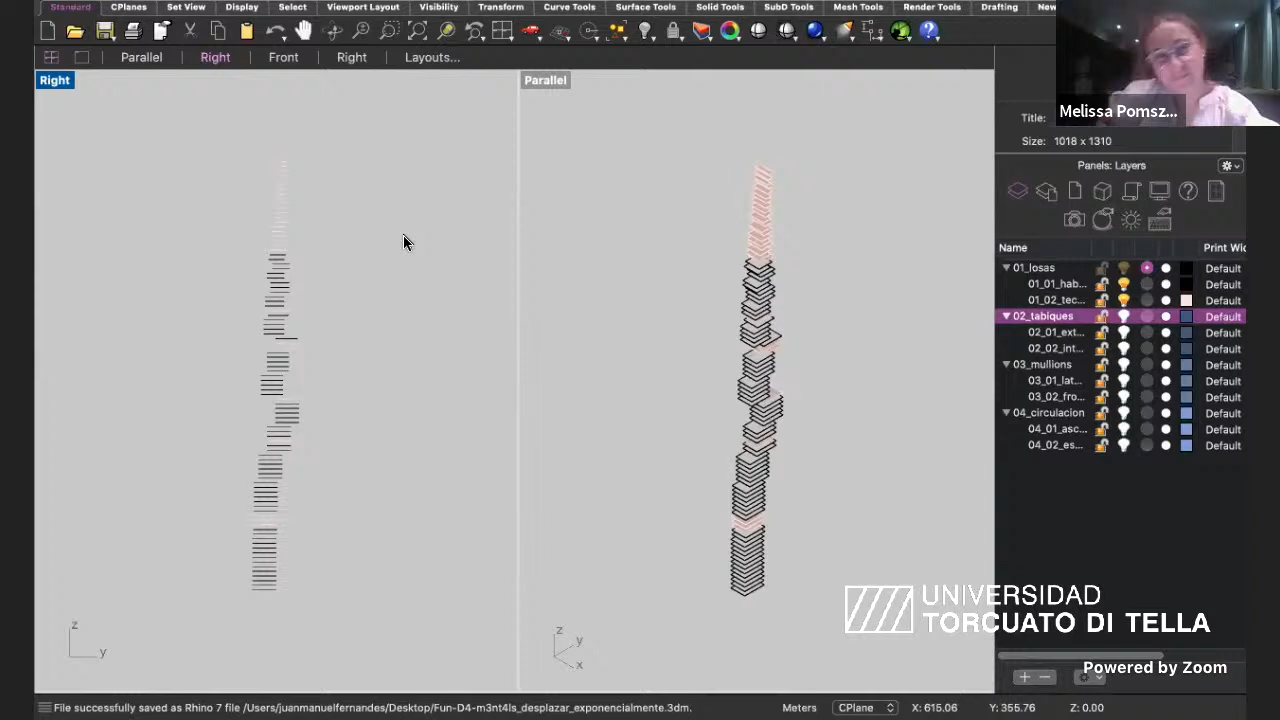 Standard CPlanes Set View Display Select Viewport Layout Visibility Transform Curve Tools Surface Tools Solid Tools SubD Tools Mesh Tools Render Tools Drafting New
Parallel Right Front Right Layouts...
Right
Parallel
Melissa Pomsz...
Title:
Size: 1018 x 1310
Panels: Layers
Name Print Wic
01_losas Default
01_01_hab... Default
01_02_tec... Default
02_tabiques Default
02_01_ext... Default
02_02_int... Default
03_mullions Default
03_01_lat... Default
03_02_fro... Default
04_circulacion Default
04_01_asc... Default
04_02_es... Default
z
y
z
y
x
UNIVERSIDAD
TORCUATO DI TELLA
Powered by Zoom
File successfully saved as Rhino 7 file /Users/juanmanuelfernandes/Desktop/Fun-D4-m3nt4ls_desplazar_exponencialmente.3dm. Meters CPlane X: 615.06 Y: 355.76 Z: 0.00